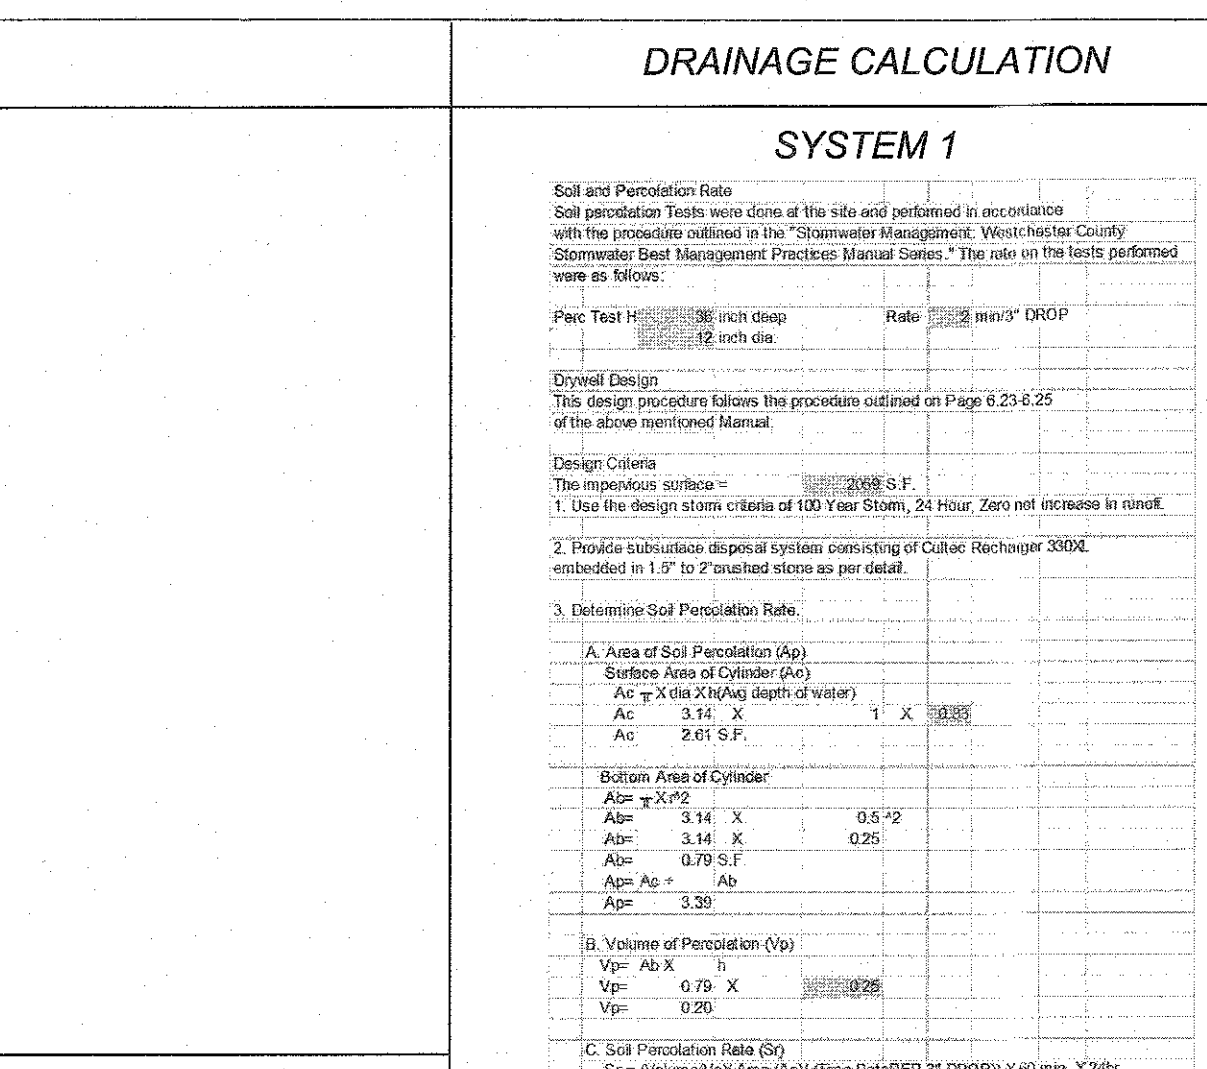 DRAINAGE CALCULATION
SYSTEM 1
Soil and Percolation Rate
Soil percolation Tests were done at the site and performed in accordance
with the procedure outlined in the "Stormwater Management, Westchester County
Stormwater Best Management Practices Manual Series." The rate on the tests performed
were as follows:
Perc Test H 36 inch deep Rate 2 min/3" DROP
12 inch dia.
Drywell Design
This design procedure follows the procedure outlined on Page 6.23-6.25
of the above mentioned Manual.
Design Criteria
The impervious surface = 2059 S.F.
1. Use the design storm criteria of 100 Year Storm, 24 Hour, Zero net increase in runoff.
2. Provide subsurface disposal system consisting of Cultec Recharger 330XL
embedded in 1.5" to 2" crushed stone as per detail.
3. Determine Soil Percolation Rate.
A. Area of Soil Percolation (Ap)
Surface Area of Cylinder (Ac)
Ac π X dia X h(Avg depth of water)
Ac 3.14 X 1 X 0.83
Ac 2.61 S.F.
Bottom Area of Cylinder
Ab= π X r^2
Ab= 3.14 X 0.5 ^2
Ab= 3.14 X 0.25
Ab= 0.79 S.F.
Ap= Ac + Ab
Ap= 3.39
B. Volume of Percolation (Vp)
Vp= Ab X h
Vp= 0.79 X 0.25
Vp= 0.20
C. Soil Percolation Rate (Sr)